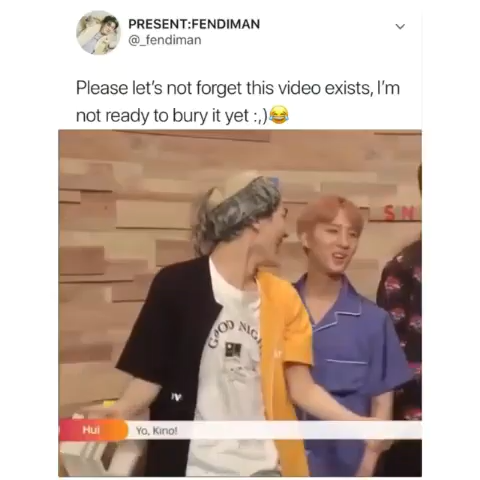 PRESENT:FENDIMAN
@_fendiman
Please let's not forget this video exists, I'm
not ready to bury it yet :,)😂
SN
GOOD NIG
Hui Yo, Kino!